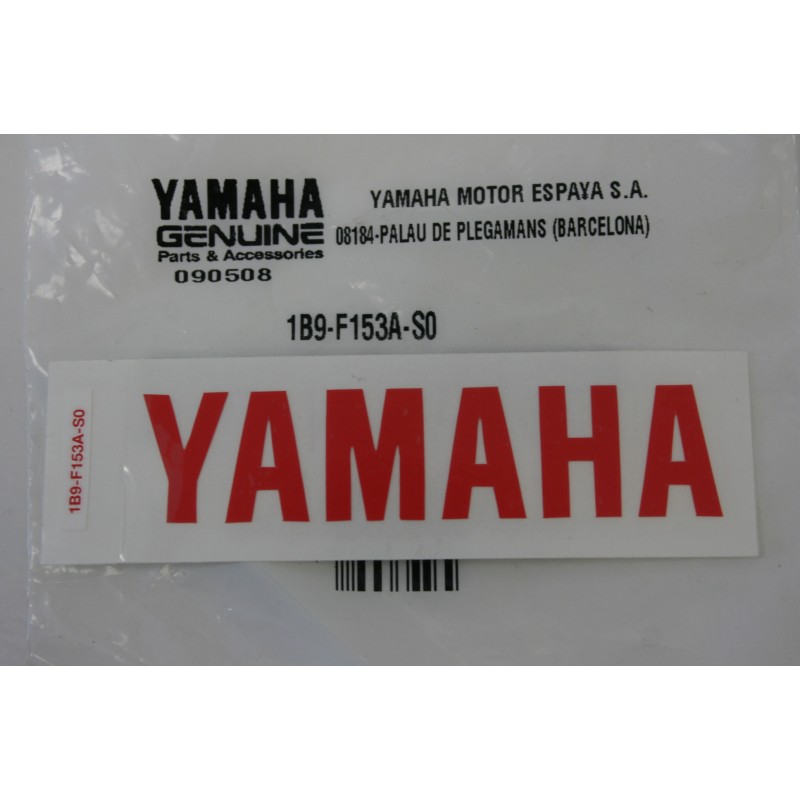 YAMAHA
GENUINE
Parts & Accessories
090508
YAMAHA MOTOR ESPAYA S.A.
08184-PALAU DE PLEGAMANS (BARCELONA)
1B9-F153A-S0
1B9-F153A-S0
YAMAHA